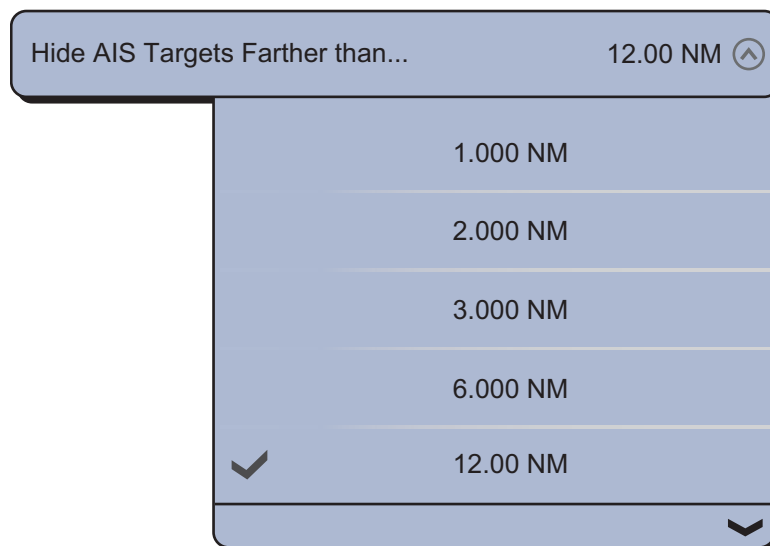 Hide AIS Targets Farther than... 12.00 NM
1.000 NM
2.000 NM
3.000 NM
6.000 NM
12.00 NM